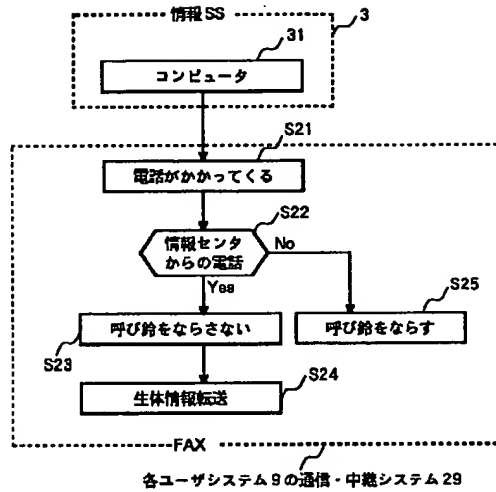 情報SS
3
31
コンピュータ
S21
電話がかかってくる
S22
情報センタ
からの電話
No
Yes
S25
呼び鈴をならさない
呼び鈴をならす
S23
S24
生体情報転送
FAX
各ユーザシステム9の通信・中継システム29